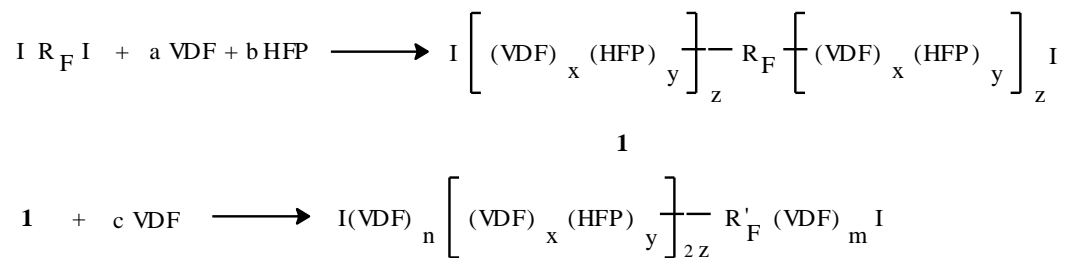 I R F I + a VDF + b HFP I [ (VDF) x (HFP) y ] z R F [ (VDF) x (HFP) y ] z I
1
1 + c VDF I(VDF) n [ (VDF) x (HFP) y ] 2 z R ' F (VDF) m I